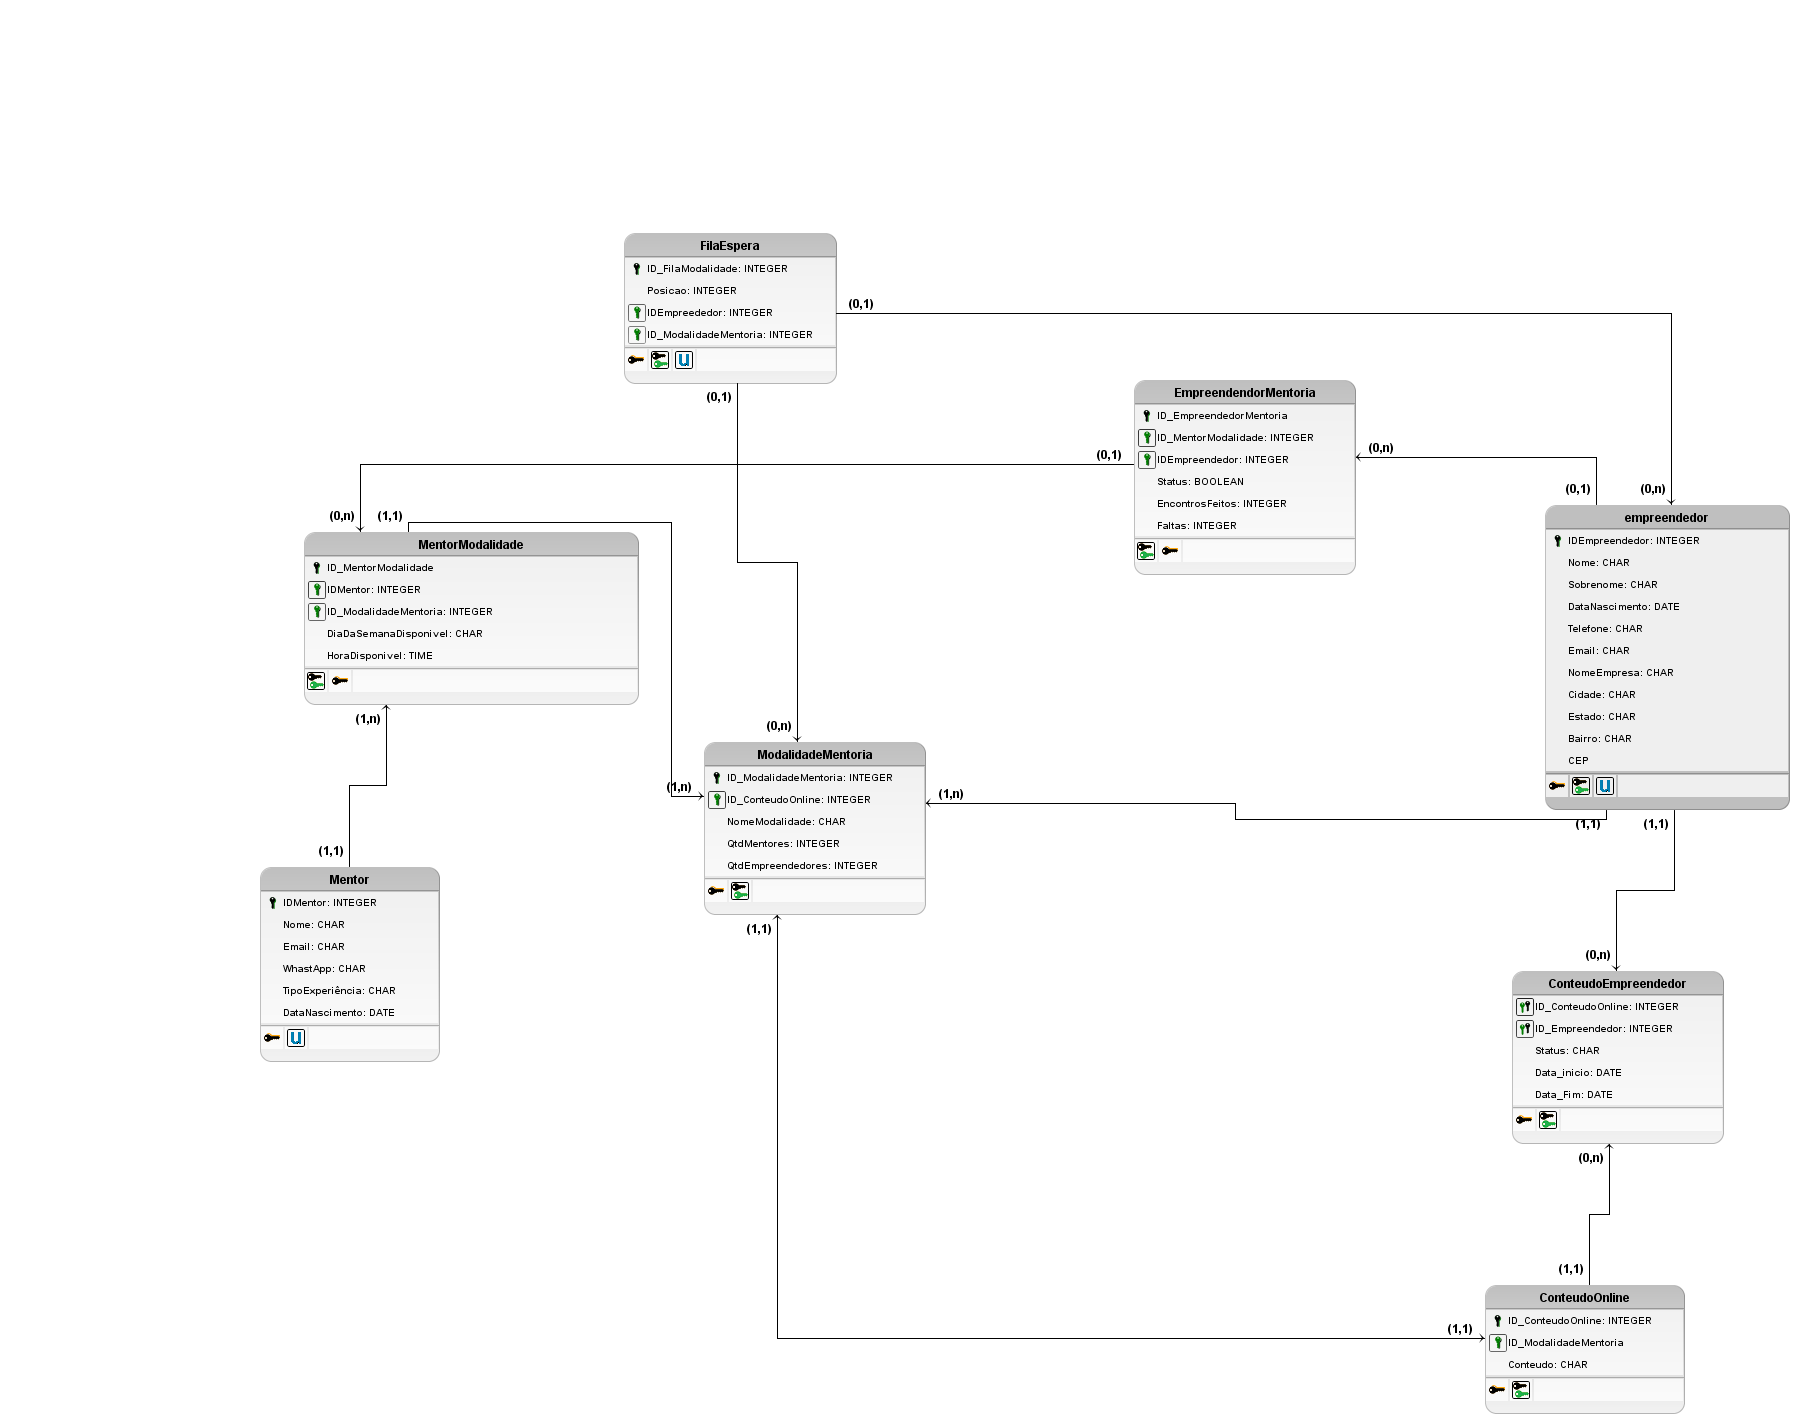 FilaEspera
ID_FilaModalidade: INTEGER
Posicao: INTEGER
IDEmpreededor: INTEGER
ID_ModalidadeMentoria: INTEGER
U
(0,1)
(0,1)
EmpreendendorMentoria
ID_EmpreendedorMentoria
ID_MentorModalidade: INTEGER
IDEmpreendedor: INTEGER
Status: BOOLEAN
EncontrosFeitos: INTEGER
Faltas: INTEGER
(0,1)
(0,n)
(0,1)
(0,n)
empreendedor
IDEmpreendedor: INTEGER
Nome: CHAR
Sobrenome: CHAR
DataNascimento: DATE
Telefone: CHAR
Email: CHAR
NomeEmpresa: CHAR
Cidade: CHAR
Estado: CHAR
Bairro: CHAR
CEP
U
(1,1)
(1,1)
(0,n)
(1,1)
MentorModalidade
ID_MentorModalidade
IDMentor: INTEGER
ID_ModalidadeMentoria: INTEGER
DiaDaSemanaDisponivel: CHAR
HoraDisponivel: TIME
(1,n)
(0,n)
(1,n)
(1,n)
ModalidadeMentoria
ID_ModalidadeMentoria: INTEGER
ID_ConteudoOnline: INTEGER
NomeModalidade: CHAR
QtdMentores: INTEGER
QtdEmpreendedores: INTEGER
(1,1)
(1,1)
Mentor
IDMentor: INTEGER
Nome: CHAR
Email: CHAR
WhastApp: CHAR
TipoExperiência: CHAR
DataNascimento: DATE
U
(0,n)
ConteudoEmpreendedor
ID_ConteudoOnline: INTEGER
ID_Empreendedor: INTEGER
Status: CHAR
Data_inicio: DATE
Data_Fim: DATE
(0,n)
(1,1)
(1,1)
ConteudoOnline
ID_ConteudoOnline: INTEGER
ID_ModalidadeMentoria
Conteudo: CHAR